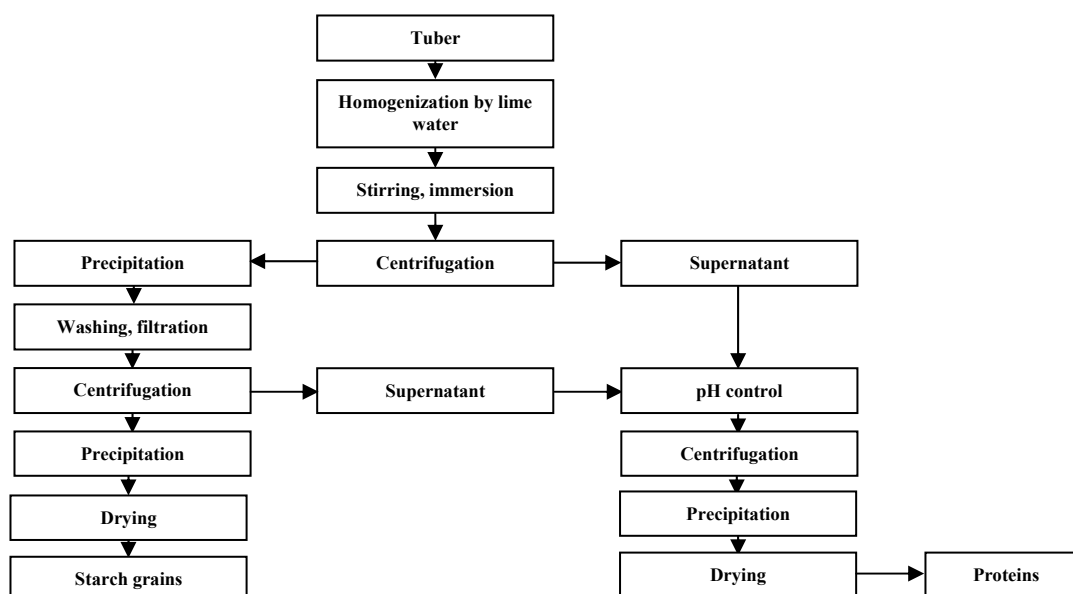 Tuber
Homogenization by lime
water
Stirring, immersion
Precipitation
Centrifugation
Supernatant
Washing, filtration
Centrifugation
Supernatant
pH control
Precipitation
Centrifugation
Drying
Precipitation
Starch grains
Drying
Proteins